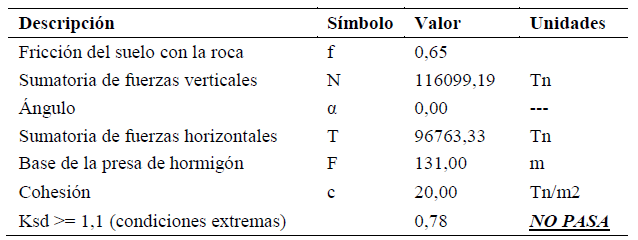 Descripción Símbolo Valor Unidades
Fricción del suelo con la roca f 0,65
Sumatoria de fuerzas verticales N 116099,19 Tn
Ángulo α 0,00 ---
Sumatoria de fuerzas horizontales T 96763,33 Tn
Base de la presa de hormigón F 131,00 m
Cohesión c 20,00 Tn/m2
Ksd >= 1,1 (condiciones extremas) 0,78 NO PASA